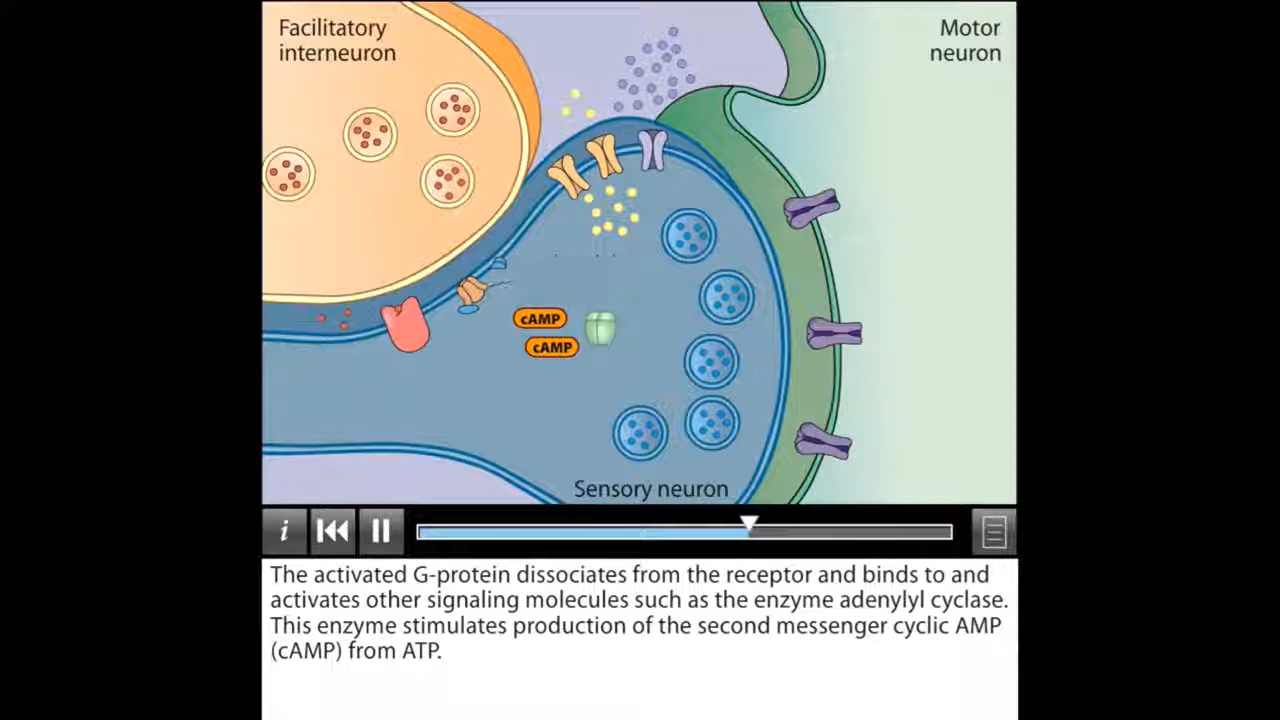 Facilitatory
interneuron
Motor
neuron
cAMP
cAMP
Sensory neuron
i
The activated G-protein dissociates from the receptor and binds to and
activates other signaling molecules such as the enzyme adenylyl cyclase.
This enzyme stimulates production of the second messenger cyclic AMP
(cAMP) from ATP.